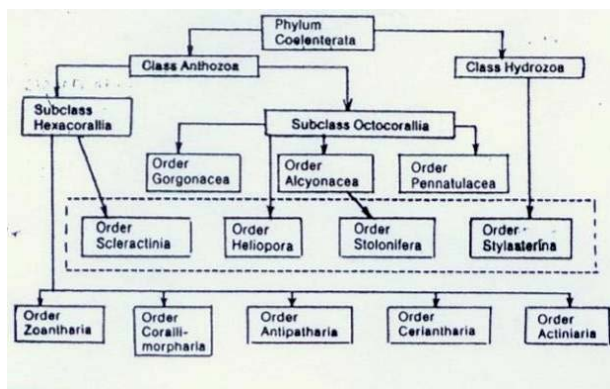 Phylum
Coelenterata
Class Anthozoa
Class Hydrozoa
Subclass
Hexacorallia
Subclass Octocorallia
Order
Gorgonacea
Order
Alcyonacea
Order
Pennatulacea
Order
Scleractinia
Order
Heliopora
Order
Stolonifera
Order
Stylasterina
Order
Zoantharia
Order
Coralli-
morpharia
Order
Antipatharia
Order
Ceriantharia
Order
Actiniaria